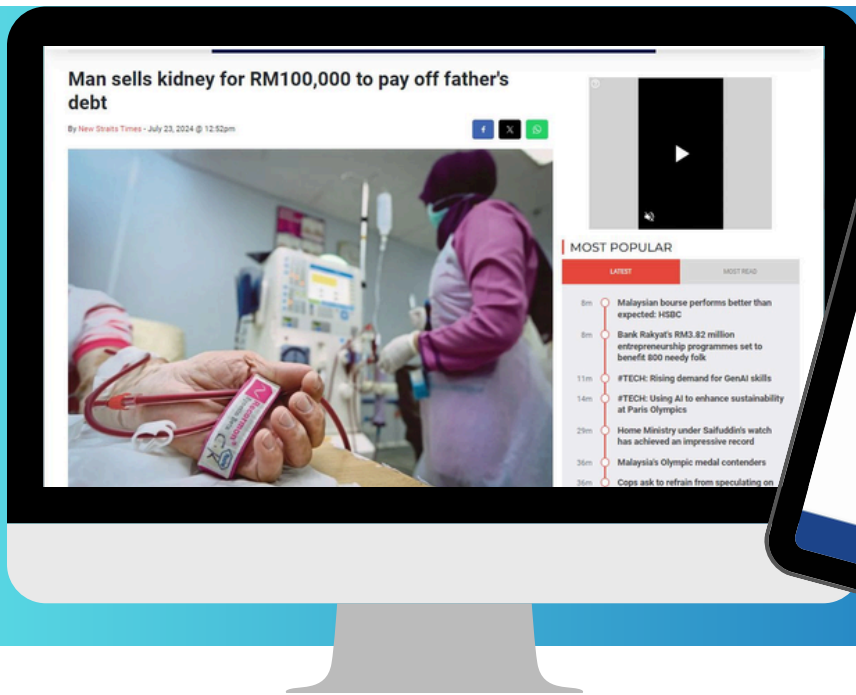 Man sells kidney for RM100,000 to pay off father's
debt
By New Straits Times - July 23, 2024 @ 12:52pm
MOST POPULAR
LATEST
MOST READ
8m
Malaysian bourse performs better than
expected: HSBC
8m
Bank Rakyat's RM3.82 million
entrepreneurship programmes set to
benefit 800 needy folk
11m
#TECH: Rising demand for GenAI skills
14m
#TECH: Using AI to enhance sustainability
at Paris Olympics
29m
Home Ministry under Saifuddin's watch
has achieved an impressive record
36m
Malaysia's Olympic medal contenders
36m
Cops ask to refrain from speculating on
Recormon